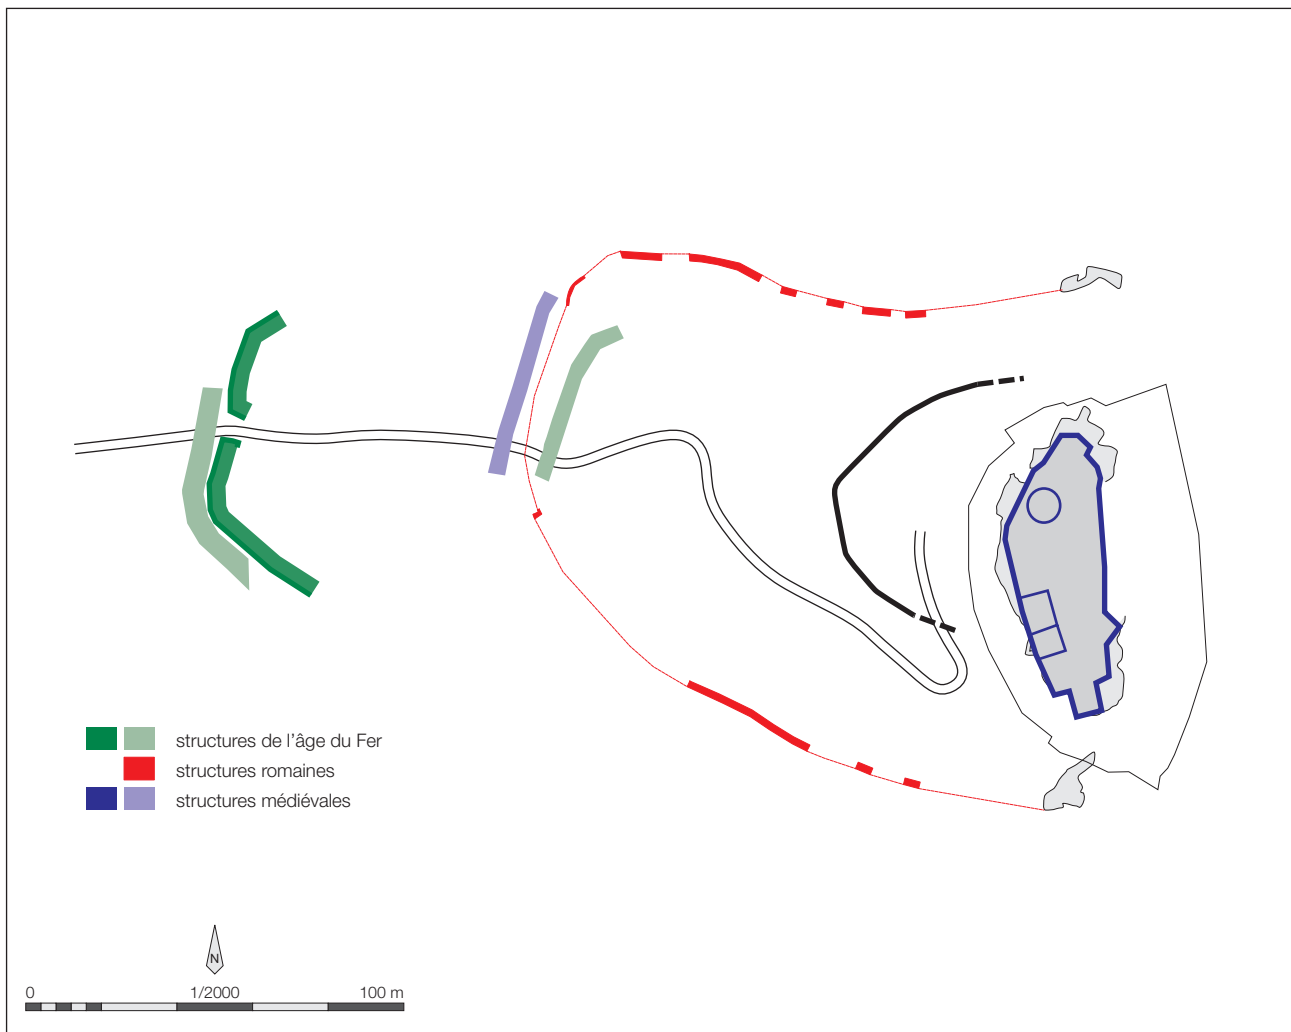 structures de l'âge du Fer
structures romaines
structures médiévales
N
0 1/2000 100 m